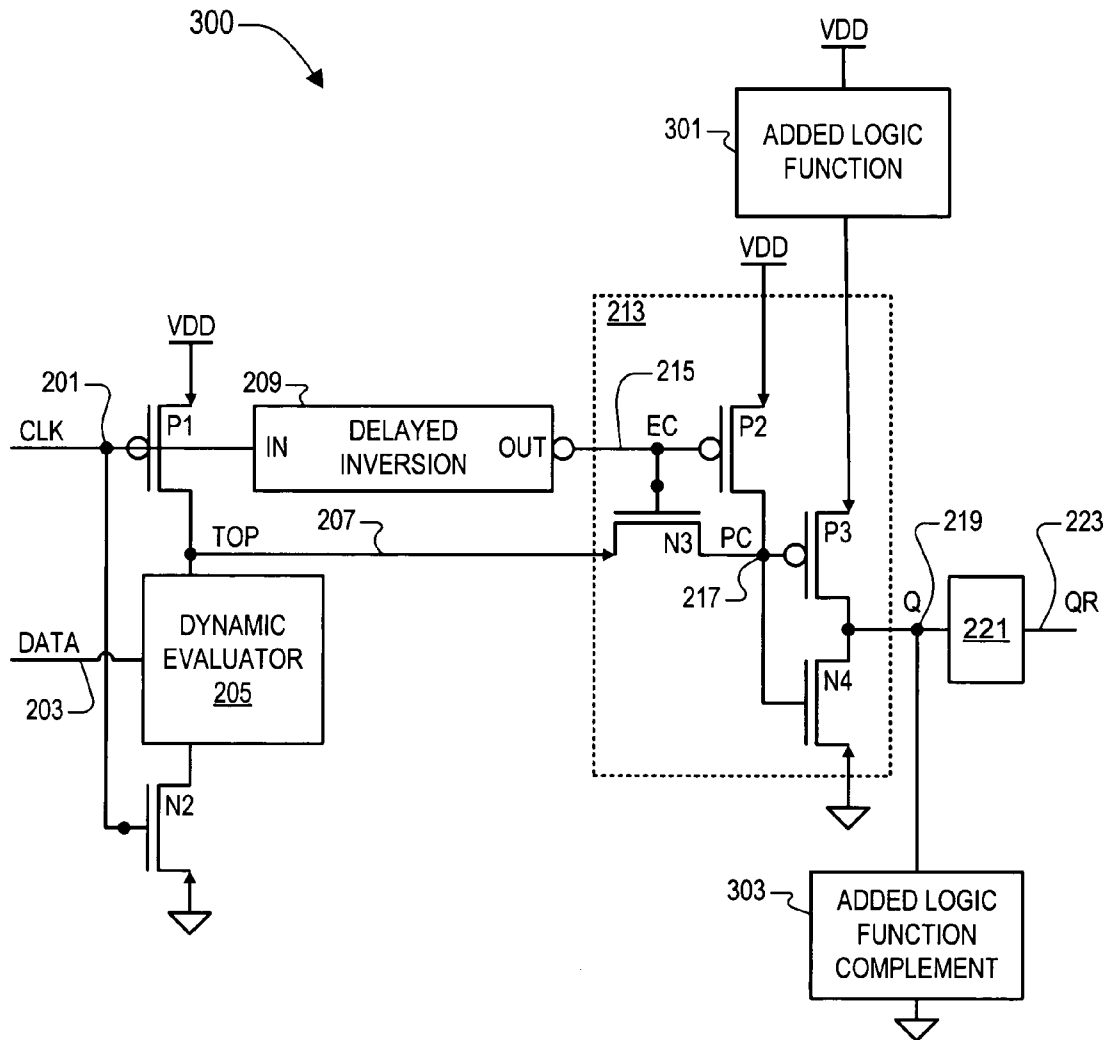 300
VDD
301
ADDED LOGIC
FUNCTION
VDD
213
VDD
201
209
215
CLK
P1
IN
DELAYED
INVERSION
OUT
EC
P2
TOP
207
N3
PC
P3
219
223
217
Q
221
QR
DATA
DYNAMIC
EVALUATOR
205
203
N4
N2
303
ADDED LOGIC
FUNCTION
COMPLEMENT